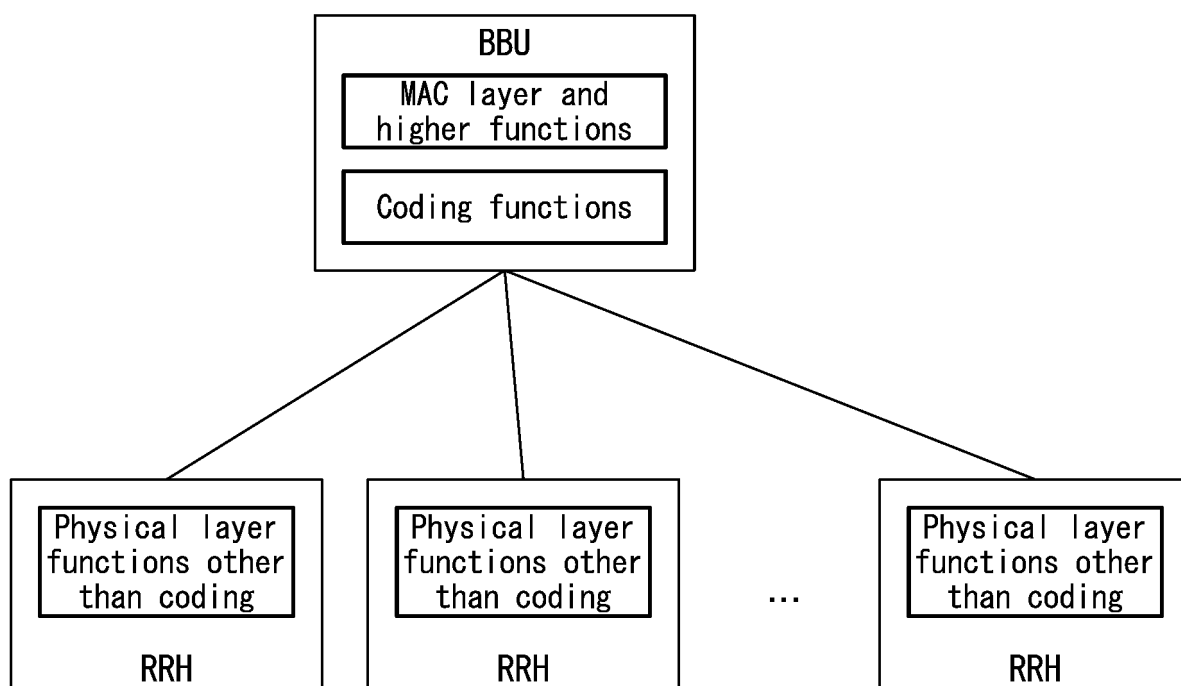 BBU
MAC layer and
higher functions
Coding functions
Physical layer
functions other
than coding
RRH
Physical layer
functions other
than coding
RRH
...
Physical layer
functions other
than coding
RRH